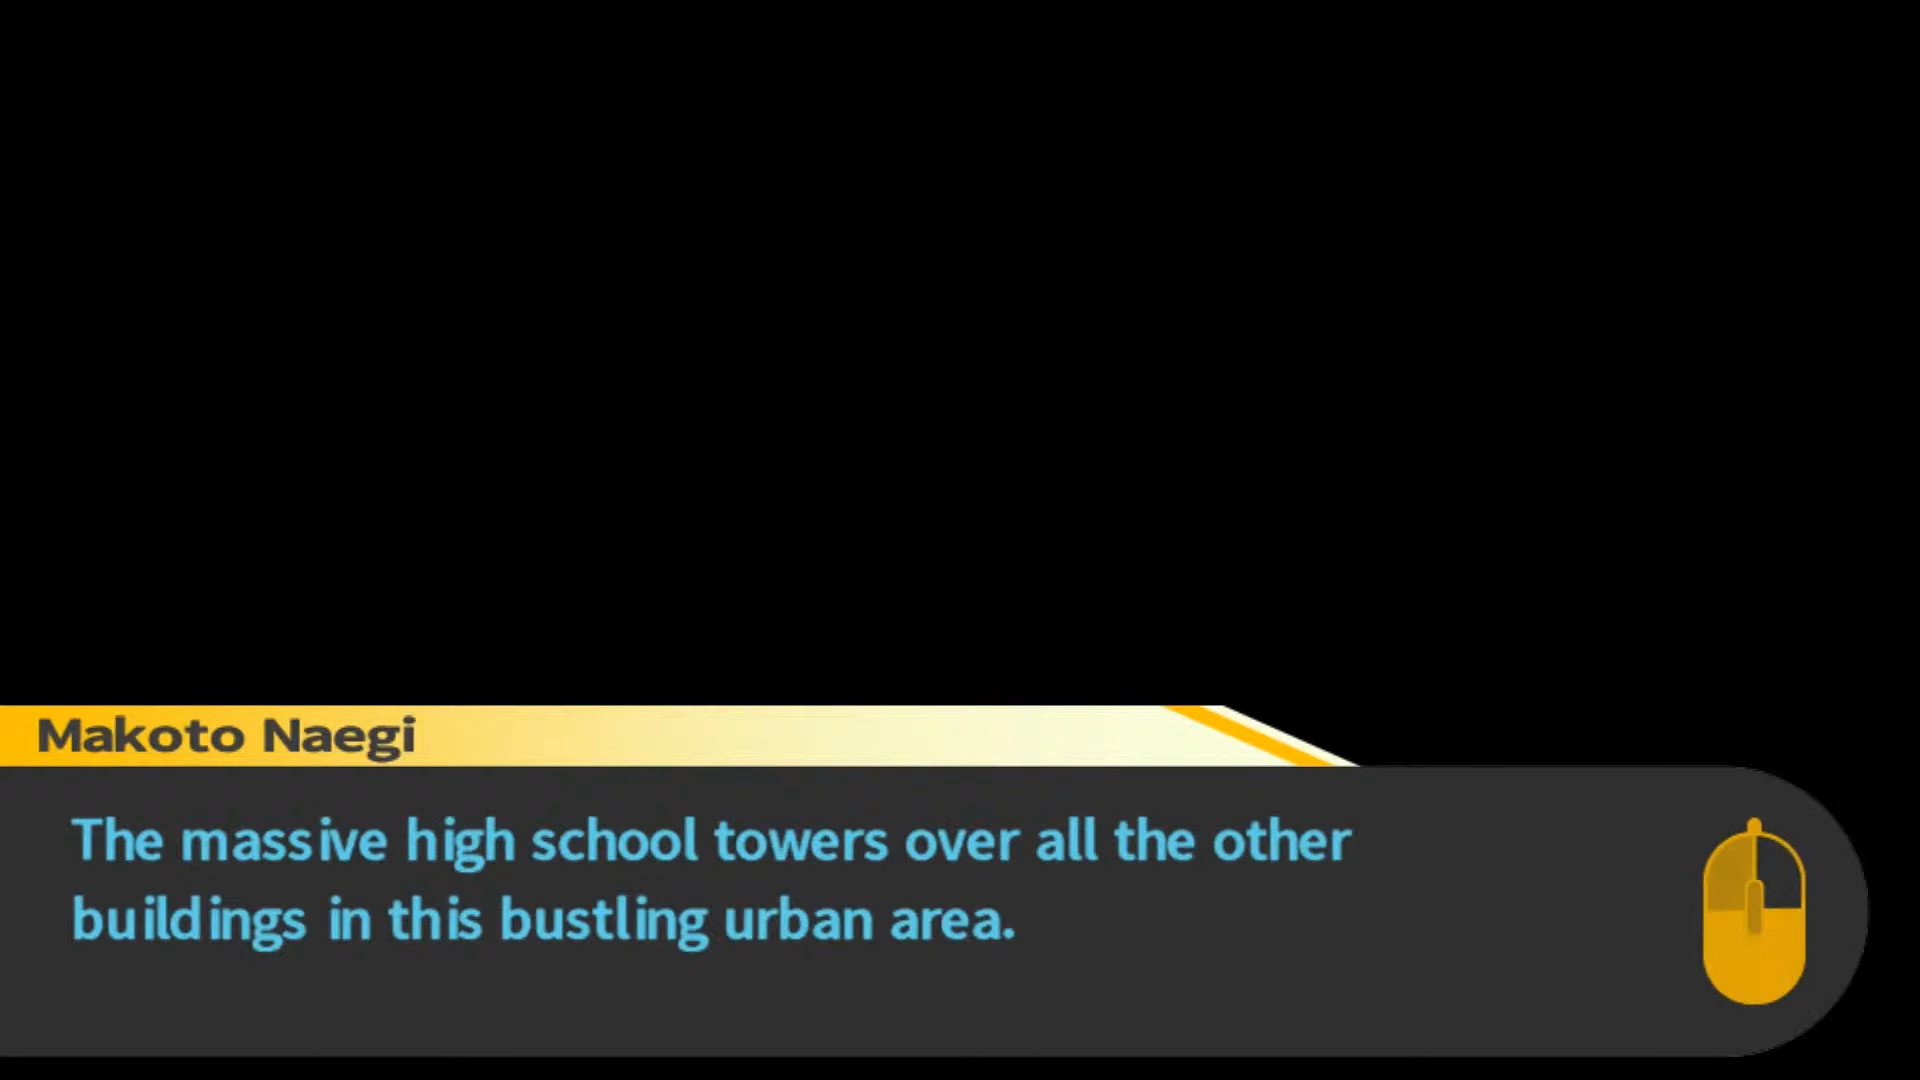 Makoto Naegi
The massive high school towers over all the other
buildings in this bustling urban area.